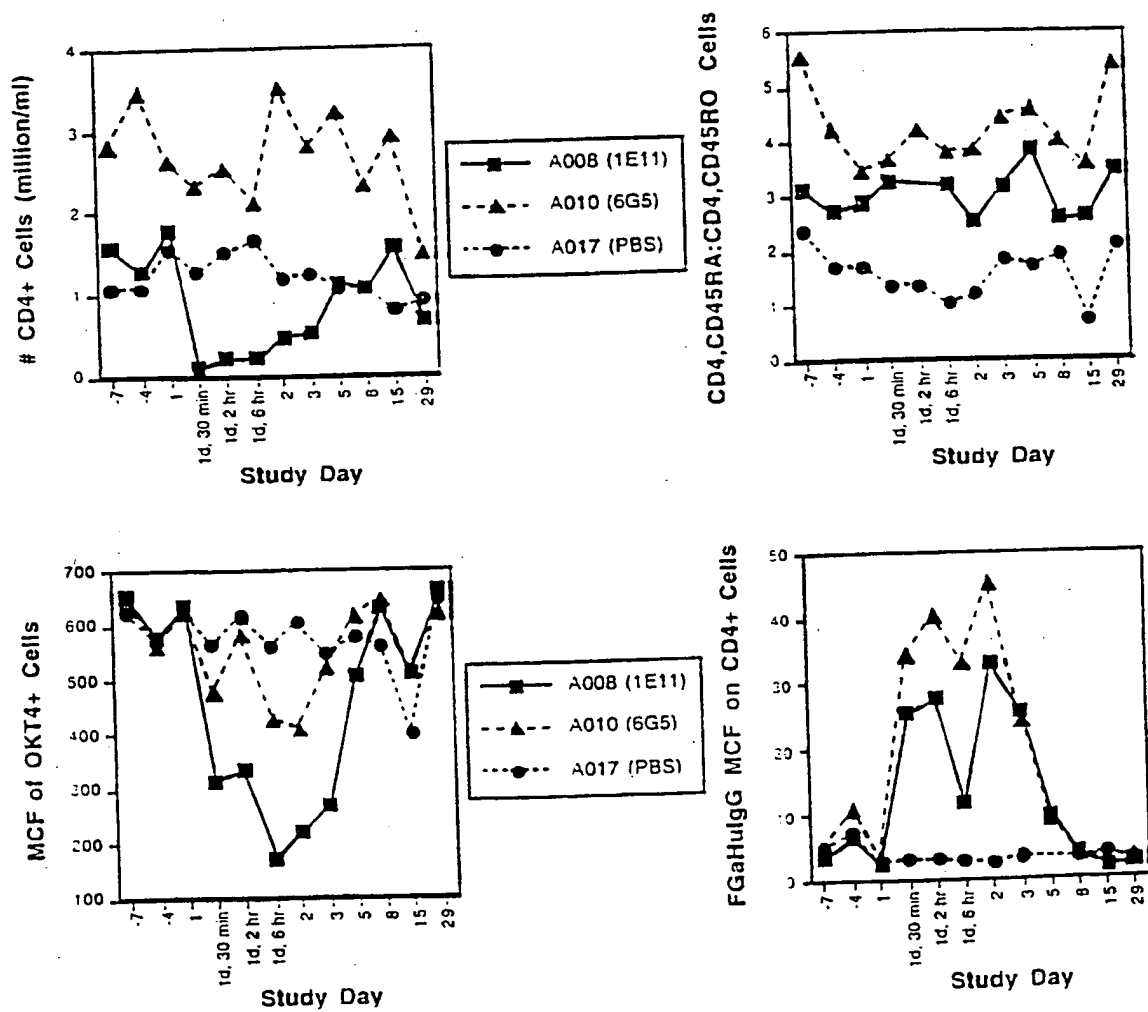 # CD4+ Cells (million/ml)
4
3
2
1
0
-7
-4
1
1d, 30 min
1d, 2 hr
1d, 6 hr
2
3
5
8
15
29
Study Day
A008 (1E11)
A010 (6G5)
A017 (PBS)
CD4,CD45RA:CD4,CD45RO Cells
6
5
4
3
2
1
-7
-4
1
1d, 30 min
1d, 2 hr
1d, 6 hr
2
3
5
8
15
29
Study Day
MCF of OKT4+ Cells
700
600
500
400
200
100
-7
-4
1
1d, 30 min
1d, 2 hr
1d, 6 hr
2
3
5
8
15
29
Study Day
A008 (1E11)
A010 (6G5)
A017 (PBS)
FGaHuIgG MCF on CD4+ Cells
50
40
30
20
10
0
-7
-4
1
1d, 30 min
1d, 2 hr
1d, 6 hr
2
3
5
8
15
29
Study Day